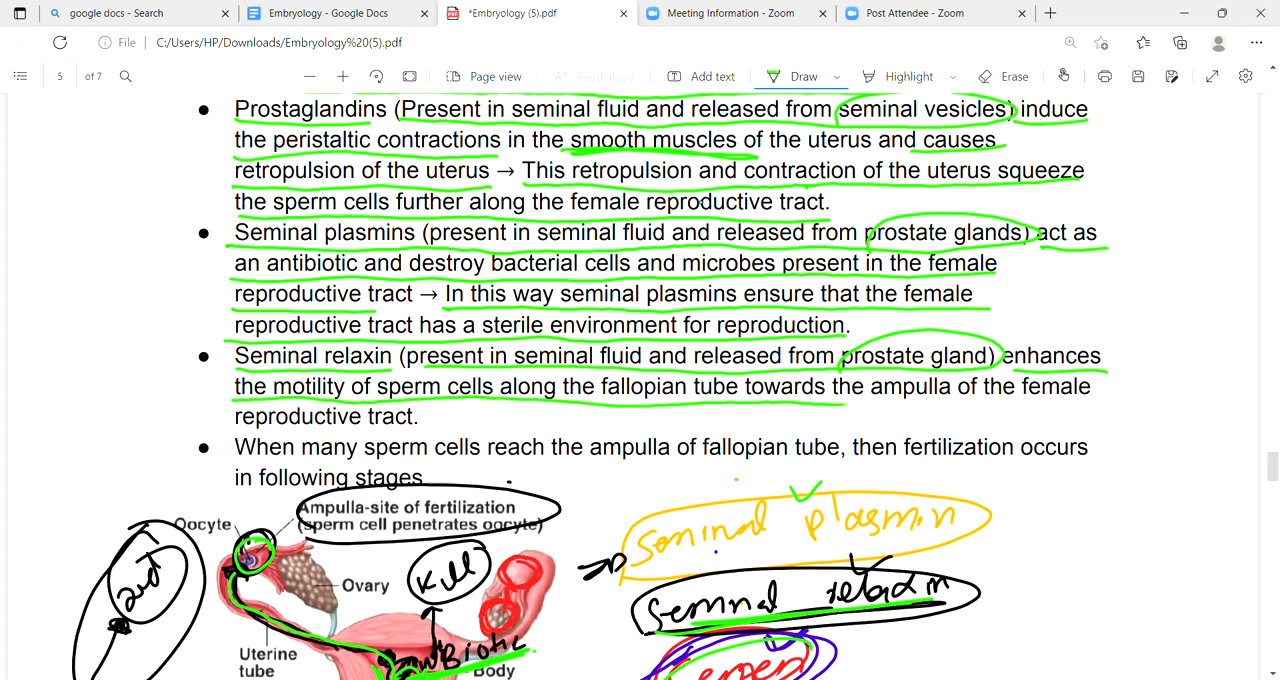 google docs - Search
Embryology - Google Docs
*Embryology (5).pdf
Meeting Information - Zoom
Post Attendee - Zoom
File
C:/Users/HP/Downloads/Embryology%20(5).pdf
5 of 7
Page view
Read aloud
Add text
Draw
Highlight
Erase
● Prostaglandins (Present in seminal fluid and released from seminal vesicles) induce
the peristaltic contractions in the smooth muscles of the uterus and causes
retropulsion of the uterus → This retropulsion and contraction of the uterus squeeze
the sperm cells further along the female reproductive tract.
● Seminal plasmins (present in seminal fluid and released from prostate glands) act as
an antibiotic and destroy bacterial cells and microbes present in the female
reproductive tract → In this way seminal plasmins ensure that the female
reproductive tract has a sterile environment for reproduction.
● Seminal relaxin (present in seminal fluid and released from prostate gland) enhances
the motility of sperm cells along the fallopian tube towards the ampulla of the female
reproductive tract.
● When many sperm cells reach the ampulla of fallopian tube, then fertilization occurs
in following stages
Ampulla-site of fertilization
(sperm cell penetrates oocyte)
Oocyte
Seminal plasmin
Kill
Ovary
Seminal relaxin
Biotic
Uterine
tube
Body